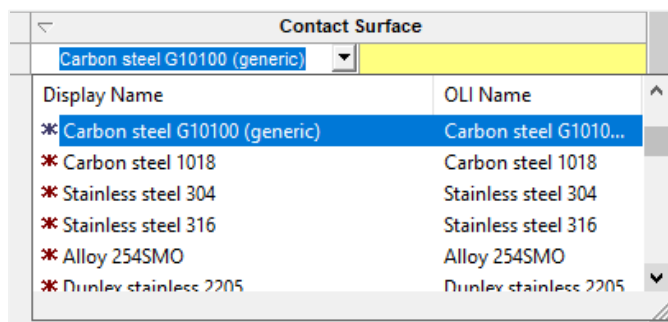 Contact Surface
Carbon steel G10100 (generic)
Display Name OLI Name
Carbon steel G10100 (generic) Carbon steel G1010...
Carbon steel 1018 Carbon steel 1018
Stainless steel 304 Stainless steel 304
Stainless steel 316 Stainless steel 316
Alloy 254SMO Alloy 254SMO
Duplex stainless 2205 Duplex stainless 2205